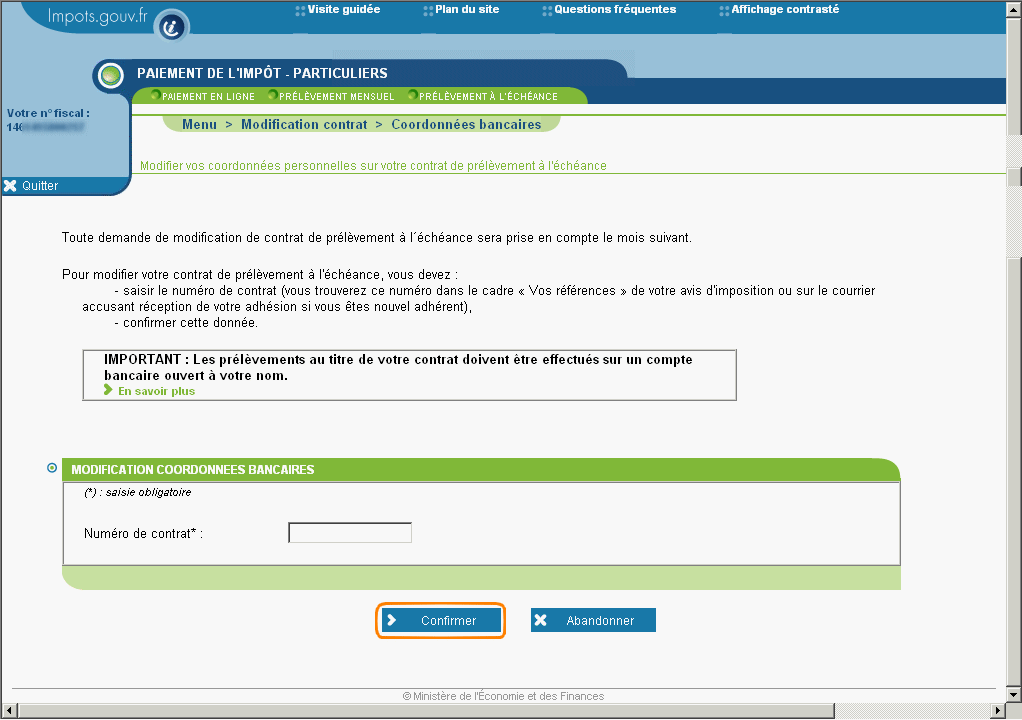 Impots.gouv.fr
Visite guidée
Plan du site
Questions fréquentes
Affichage contrasté
PAIEMENT DE L'IMPÔT - PARTICULIERS
PAIEMENT EN LIGNE
PRÉLÈVEMENT MENSUEL
PRÉLÈVEMENT À L'ÉCHÉANCE
Votre n° fiscal :
Menu > Modification contrat > Coordonnées bancaires
Modifier vos coordonnées personnelles sur votre contrat de prélèvement à l'échéance
Quitter
Toute demande de modification de contrat de prélèvement à l´échéance sera prise en compte le mois suivant.
Pour modifier votre contrat de prélèvement à l'échéance, vous devez :
- saisir le numéro de contrat (vous trouverez ce numéro dans le cadre « Vos références » de votre avis d'imposition ou sur le courrier
accusant réception de votre adhésion si vous êtes nouvel adhérent),
- confirmer cette donnée.
IMPORTANT : Les prélèvements au titre de votre contrat doivent être effectués sur un compte
bancaire ouvert à votre nom.
En savoir plus
MODIFICATION COORDONNEES BANCAIRES
(*) : saisie obligatoire
Numéro de contrat* :
Confirmer
Abandonner
© Ministère de l'Économie et des Finances